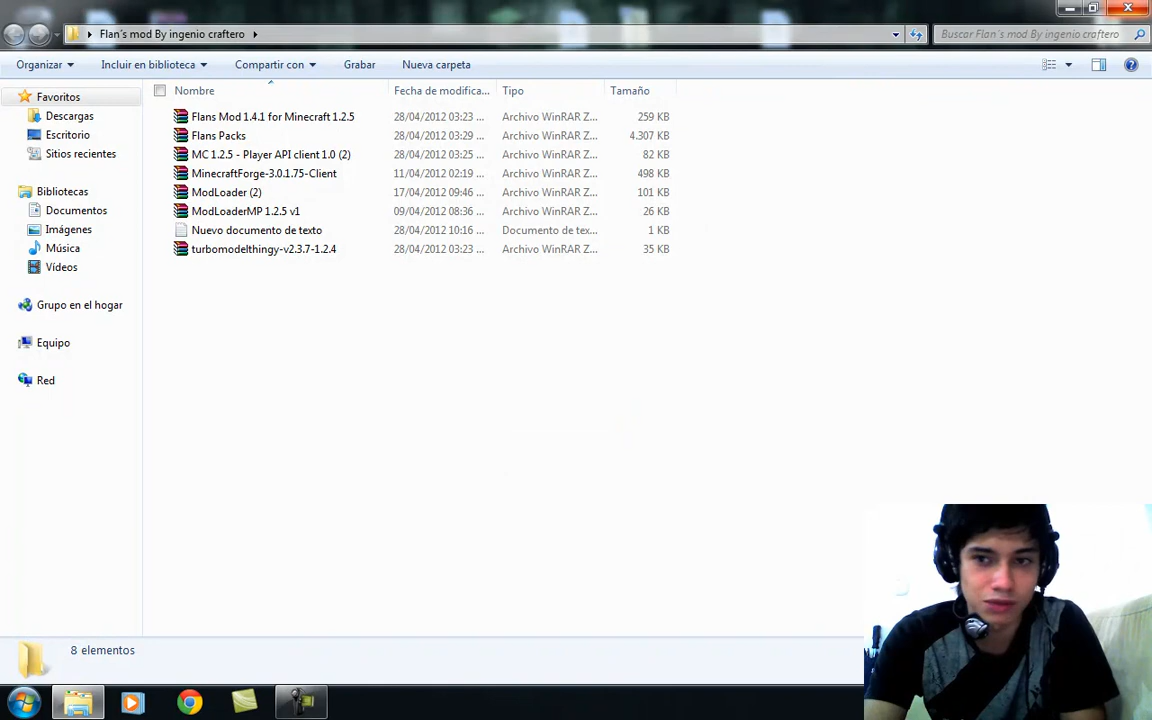 Flan´s mod By ingenio craftero
Buscar Flan´s mod By ingenio craftero
Organizar
Incluir en biblioteca
Compartir con
Grabar
Nueva carpeta
Nombre
Fecha de modifica...
Tipo
Tamaño
Favoritos
Descargas
Escritorio
Sitios recientes
Bibliotecas
Documentos
Imágenes
Música
Vídeos
Grupo en el hogar
Equipo
Red
Flans Mod 1.4.1 for Minecraft 1.2.5 28/04/2012 03:23 ... Archivo WinRAR Z... 259 KB
Flans Packs 28/04/2012 03:29 ... Archivo WinRAR Z... 4.307 KB
MC 1.2.5 - Player API client 1.0 (2) 28/04/2012 03:25 ... Archivo WinRAR Z... 82 KB
MinecraftForge-3.0.1.75-Client 11/04/2012 02:19 ... Archivo WinRAR Z... 498 KB
ModLoader (2) 17/04/2012 09:46 ... Archivo WinRAR Z... 101 KB
ModLoaderMP 1.2.5 v1 09/04/2012 08:36 ... Archivo WinRAR Z... 26 KB
Nuevo documento de texto 28/04/2012 10:16 ... Documento de tex... 1 KB
turbomodelthingy-v2.3.7-1.2.4 28/04/2012 03:23 ... Archivo WinRAR Z... 35 KB
8 elementos